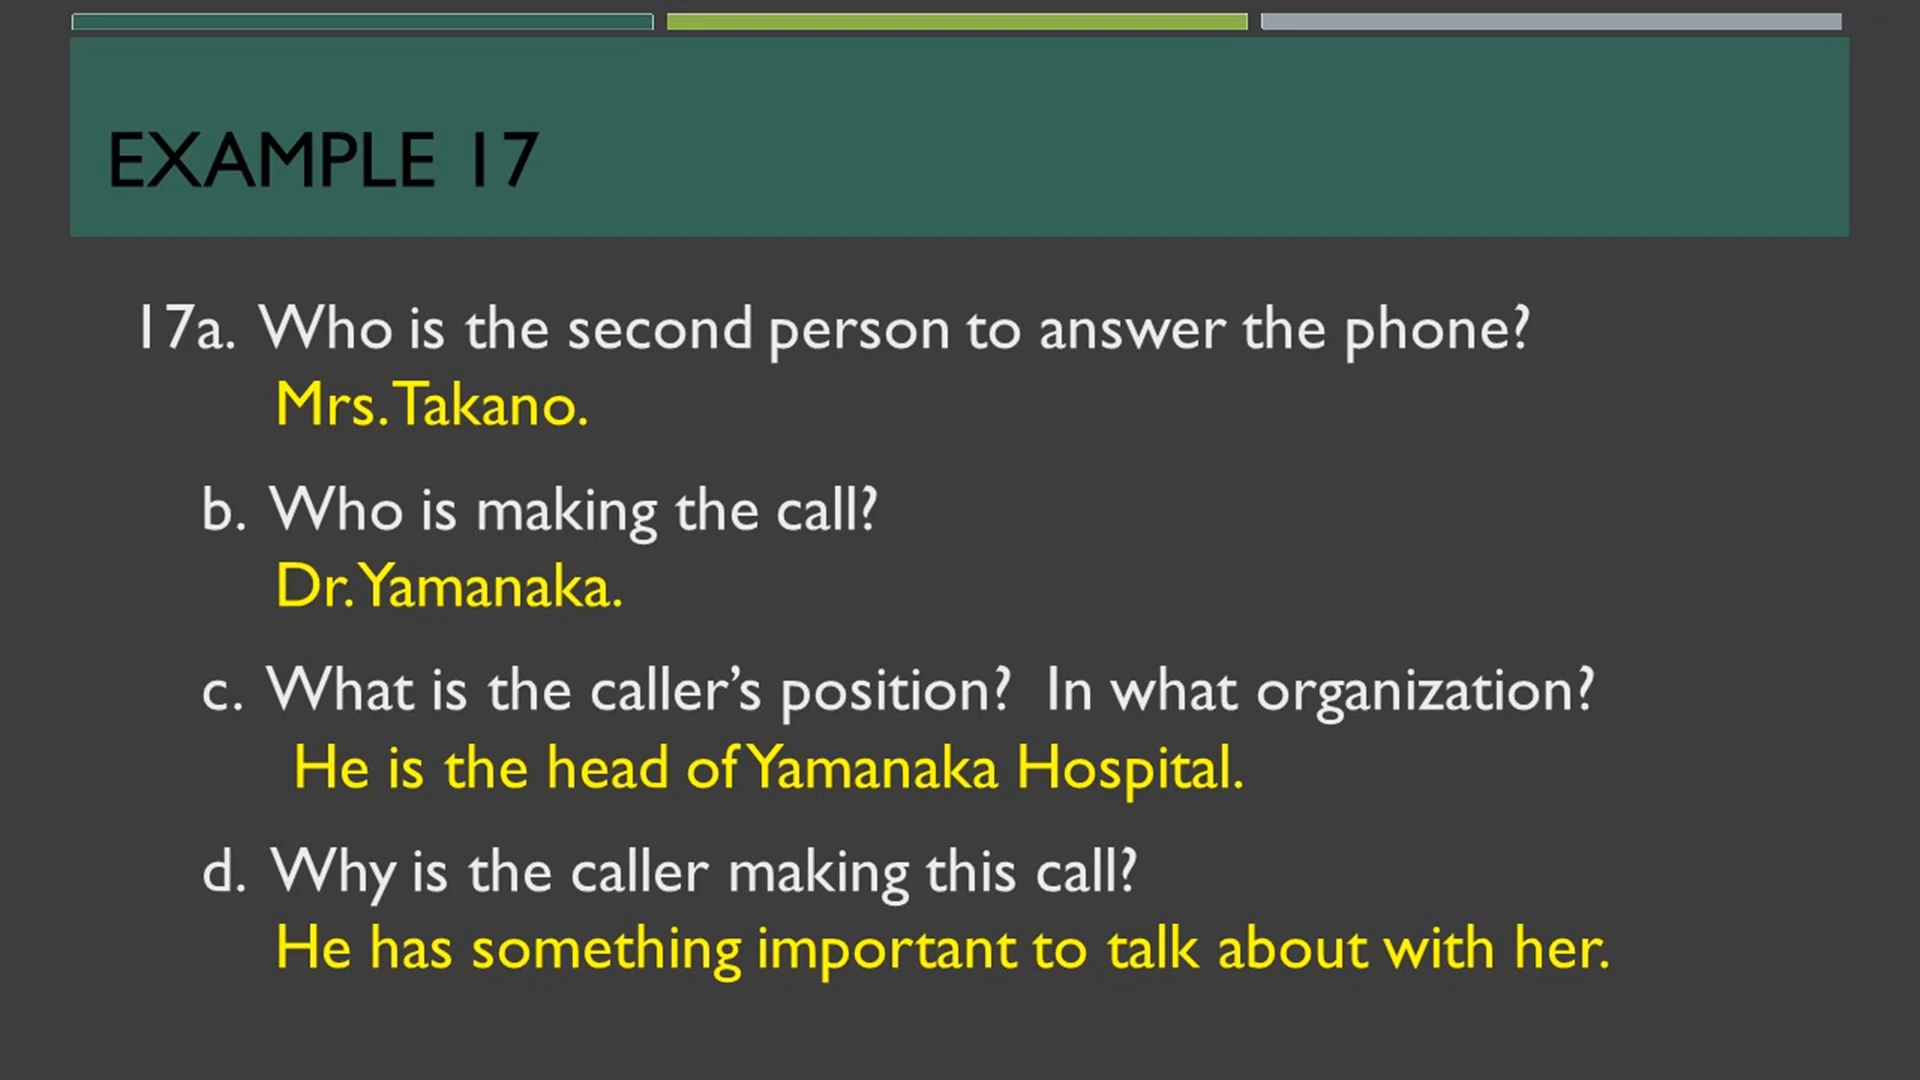 EXAMPLE 17
17a. Who is the second person to answer the phone?
Mrs. Takano.
b. Who is making the call?
Dr. Yamanaka.
c. What is the caller’s position? In what organization?
He is the head of Yamanaka Hospital.
d. Why is the caller making this call?
He has something important to talk about with her.